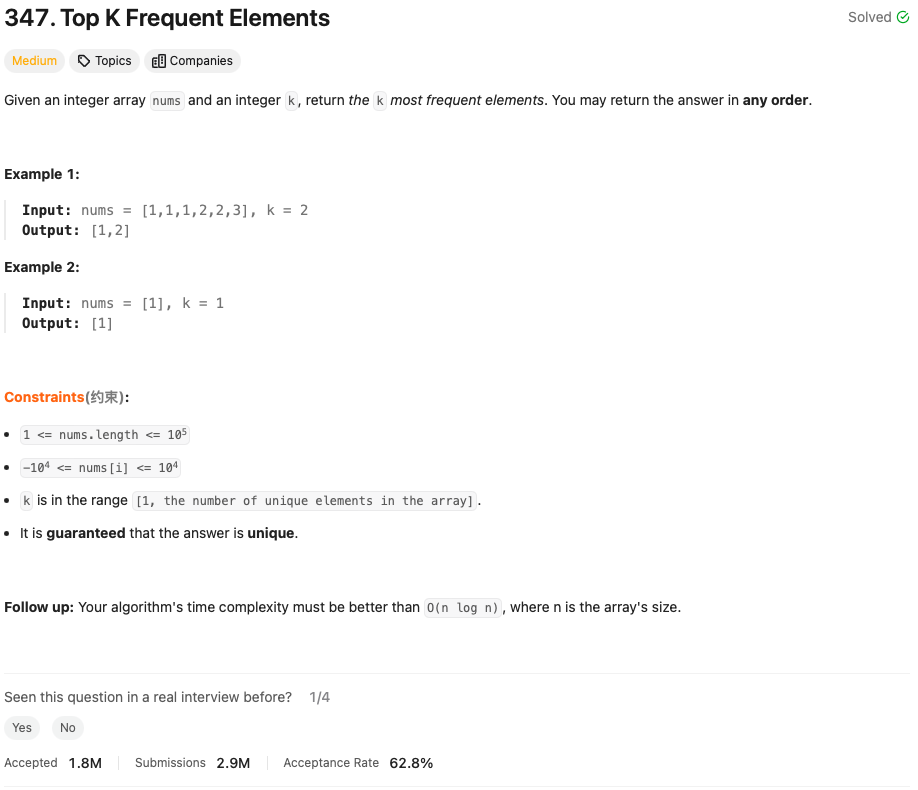 347. Top K Frequent Elements
Solved
Medium Topics Companies
Given an integer array nums and an integer k, return the k most frequent elements. You may return the answer in any order.
Example 1:
Input: nums = [1,1,1,2,2,3], k = 2
Output: [1,2]
Example 2:
Input: nums = [1], k = 1
Output: [1]
Constraints(约束):
• 1 <= nums.length <= 10⁵
• -10⁴ <= nums[i] <= 10⁴
• k is in the range [1, the number of unique elements in the array].
• It is guaranteed that the answer is unique.
Follow up: Your algorithm's time complexity must be better than O(n log n), where n is the array's size.
Seen this question in a real interview before? 1/4
Yes No
Accepted 1.8M Submissions 2.9M Acceptance Rate 62.8%